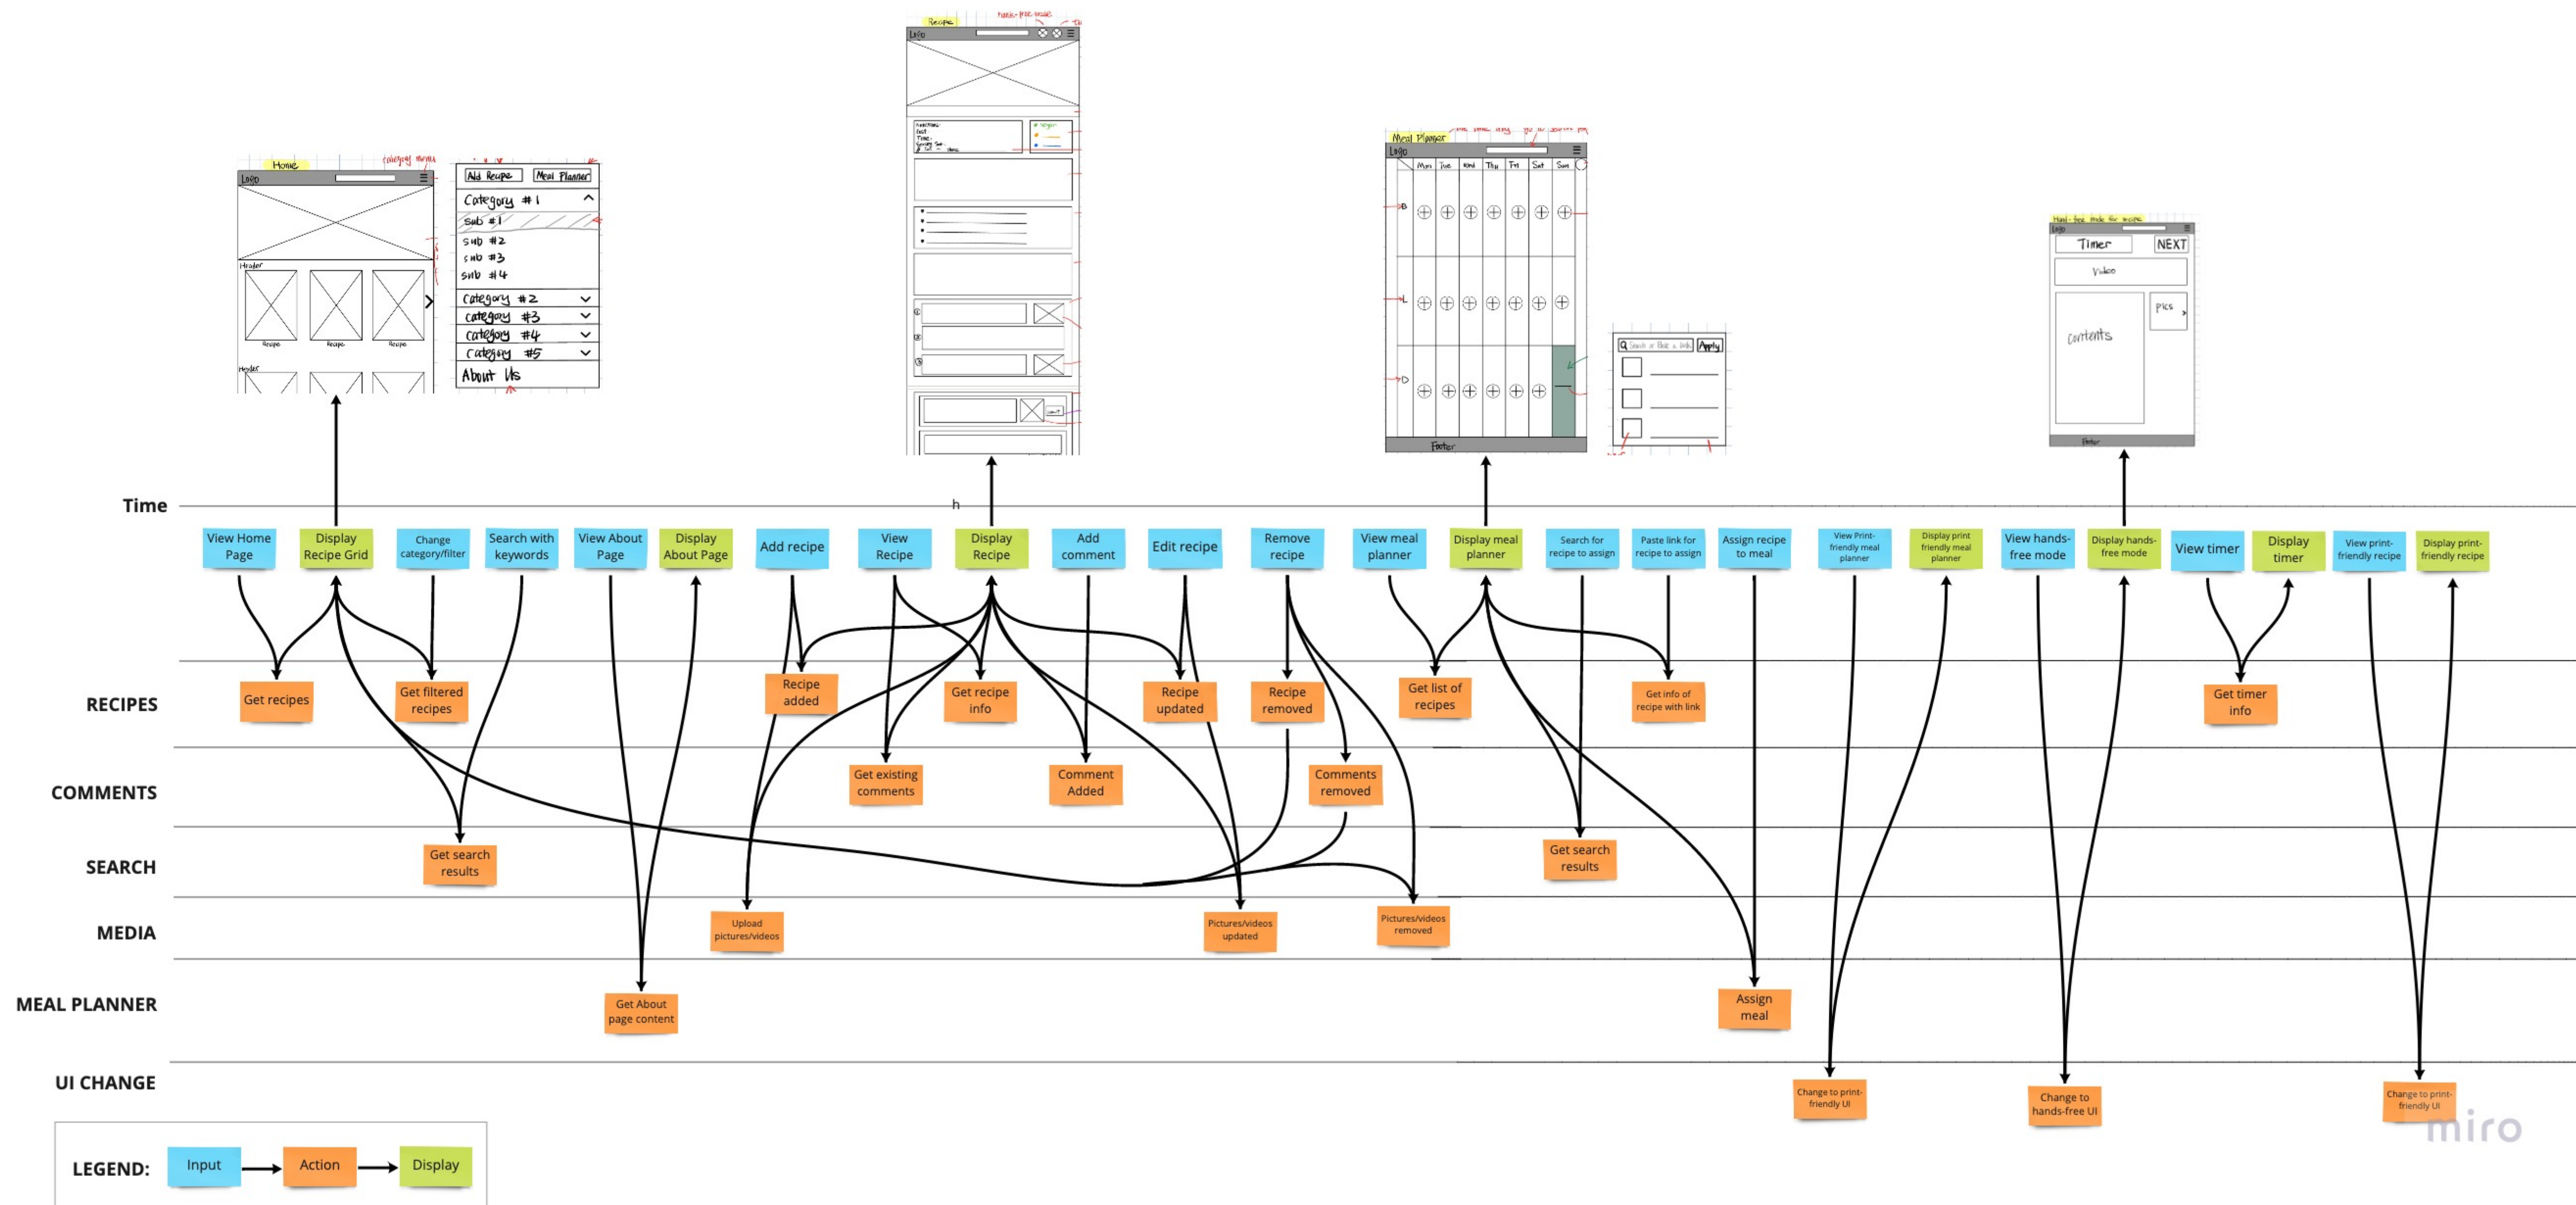 Home
category menu
Logo
Header
Recipe
Recipe
Recipe
Header
Add Recipe
Meal Planner
Category #1
sub #1
sub #2
sub #3
sub #4
category #2
category #3
category #4
category #5
About Us
Recipe
Logo
Meal Planner
Logo
Mon
Tue
Wed
Thu
Fri
Sat
Sun
B
L
D
Footer
Apply
Hand-free mode for recipe
Logo
Timer
NEXT
Video
contents
pics
Footer
Time
h
View Home
Page
Display
Recipe Grid
Change
category/filter
Search with
keywords
View About
Page
Display
About Page
Add recipe
View
Recipe
Display
Recipe
Add
comment
Edit recipe
Remove
recipe
View meal
planner
Display meal
planner
Search for
recipe to assign
Paste link for
recipe to assign
Assign recipe
to meal
View Print-
friendly meal
planner
Display print
friendly meal
planner
View hands-
free mode
Display hands-
free mode
View timer
Display
timer
View print-
friendly recipe
Display print-
friendly recipe
RECIPES
Get recipes
Get filtered
recipes
Recipe
added
Get recipe
info
Recipe
updated
Recipe
removed
Get list of
recipes
Get info of
recipe with link
Get timer
info
COMMENTS
Get existing
comments
Comment
Added
Comments
removed
SEARCH
Get search
results
Get search
results
MEDIA
Upload
pictures/videos
Pictures/videos
updated
Pictures/videos
removed
MEAL PLANNER
Get About
page content
Assign
meal
UI CHANGE
Change to print-
friendly UI
Change to
hands-free UI
Change to print-
friendly UI
miro
LEGEND:
Input
Action
Display